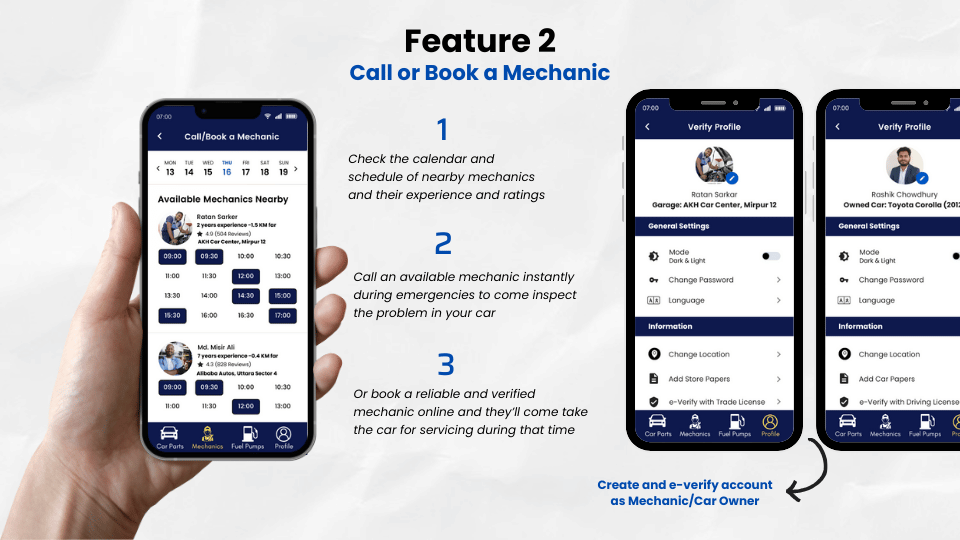 Feature 2
Call or Book a Mechanic
07:00
Call/Book a Mechanic
MON TUE WED THU FRI SAT SUN
13 14 15 16 17 18 19
Available Mechanics Nearby
Ratan Sarker
2 years experience-1.5 KM far
4.9 (504 Reviews)
AKH Car Center, Mirpur 12
09:00 09:30 10:00 10:30
11:00 11:30 12:00 13:00
13:30 14:00 14:30 15:00
15:30 16:00 16:30 17:00
Md. Misir Ali
7 years experience-0.4 KM far
4.3 (828 Reviews)
Alibaba Autos, Uttara Sector 4
09:00 09:30 10:00 10:30
11:00 11:30 12:00 13:00
Car Parts Mechanics Fuel Pumps Profile
1
Check the calendar and
schedule of nearby mechanics
and their experience and ratings
2
Call an available mechanic instantly
during emergencies to come inspect
the problem in your car
3
Or book a reliable and verified
mechanic online and they'll come take
the car for servicing during that time
07:00
Verify Profile
Ratan Sarkar
Garage: AKH Car Center, Mirpur 12
General Settings
Mode
Dark & Light
Change Password
Language
Information
Change Location
Add Store Papers
e-Verify with Trade License
Car Parts Mechanics Fuel Pumps Profile
07:00
Verify Profile
Rashik Chowdhury
Owned Car: Toyota Corolla (2012
General Settings
Mode
Dark & Light
Change Password
Language
Information
Change Location
Add Car Papers
e-Verify with Driving License
Car Parts Mechanics Fuel Pumps
Create and e-verify account
as Mechanic/Car Owner